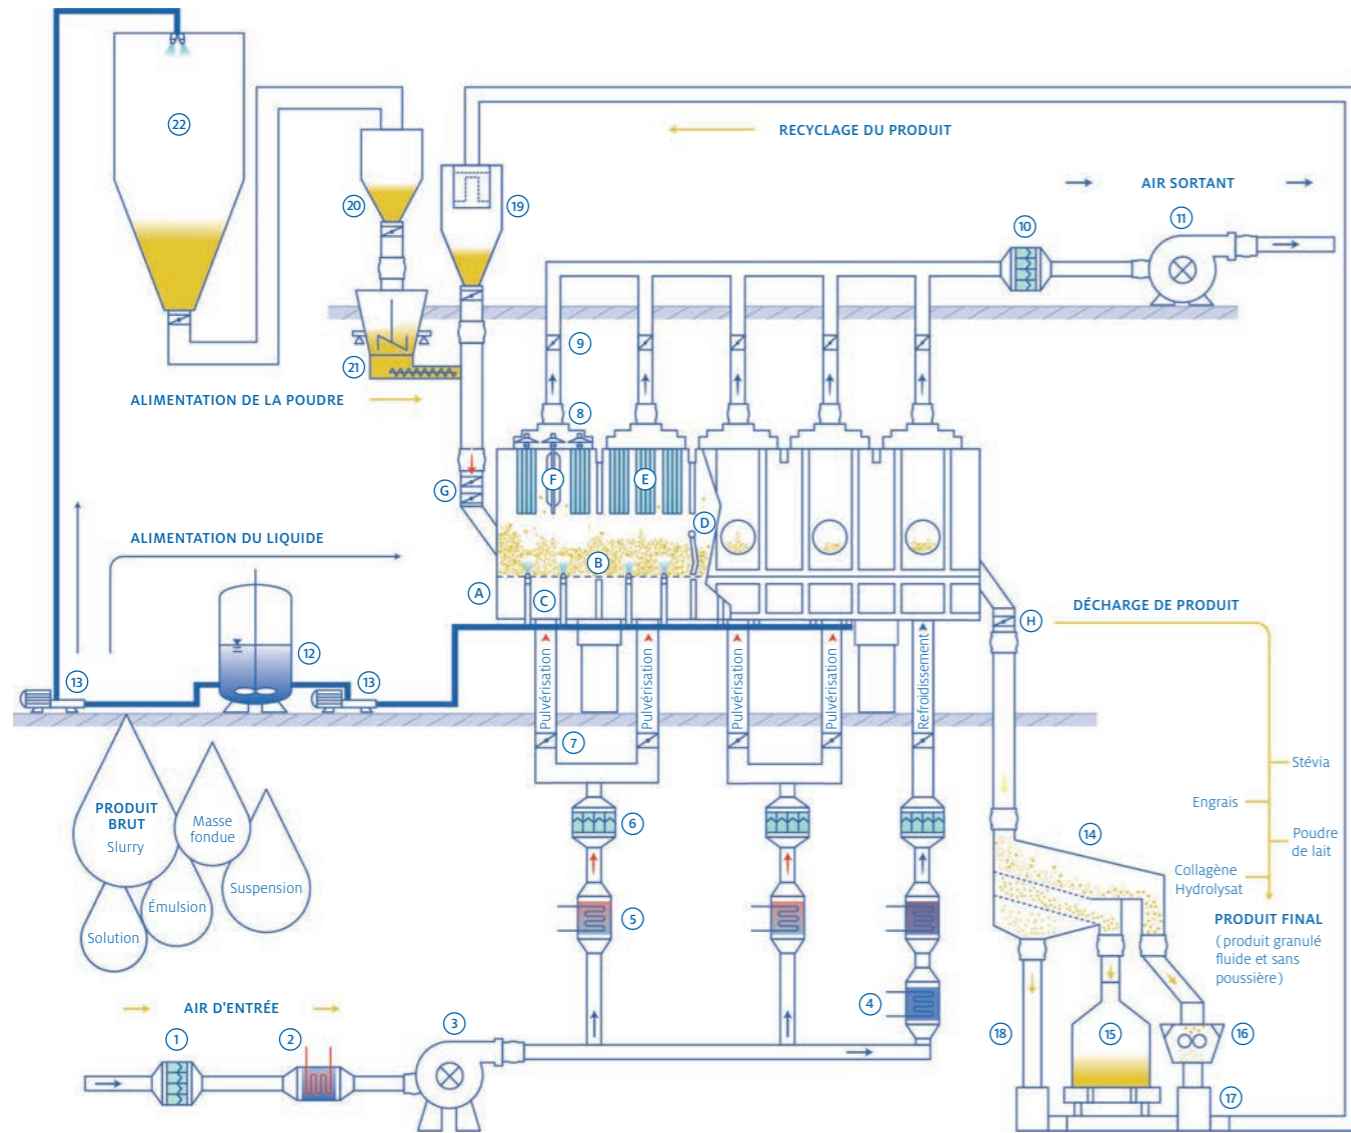 22
RECYCLAGE DU PRODUIT
AIR SORTANT
20
19
10
11
9
21
ALIMENTATION DE LA POUDRE
8
G
F
E
D
ALIMENTATION DU LIQUIDE
B
A
C
DÉCHARGE DE PRODUIT
H
12
13
13
Pulvérisation
Pulvérisation
Pulvérisation
Pulvérisation
Refroidissement
7
Stévia
Engrais
PRODUIT
BRUT
Slurry
Masse
fondue
6
14
Poudre
de lait
Collagène
Hydrolysat
Suspension
Émulsion
Solution
5
PRODUIT FINAL
(produit granulé
fluide et sans
poussière)
AIR D'ENTRÉE
4
1
2
3
18
15
16
17